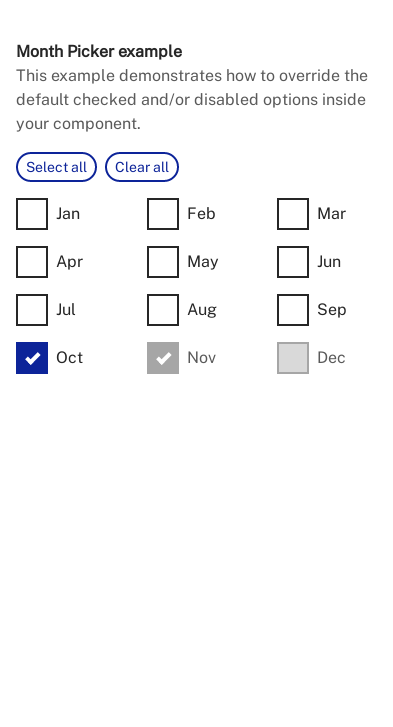 Month Picker example
This example demonstrates how to override the
default checked and/or disabled options inside
your component.
Select all Clear all
Jan Feb Mar
Apr May Jun
Jul Aug Sep
Oct Nov Dec